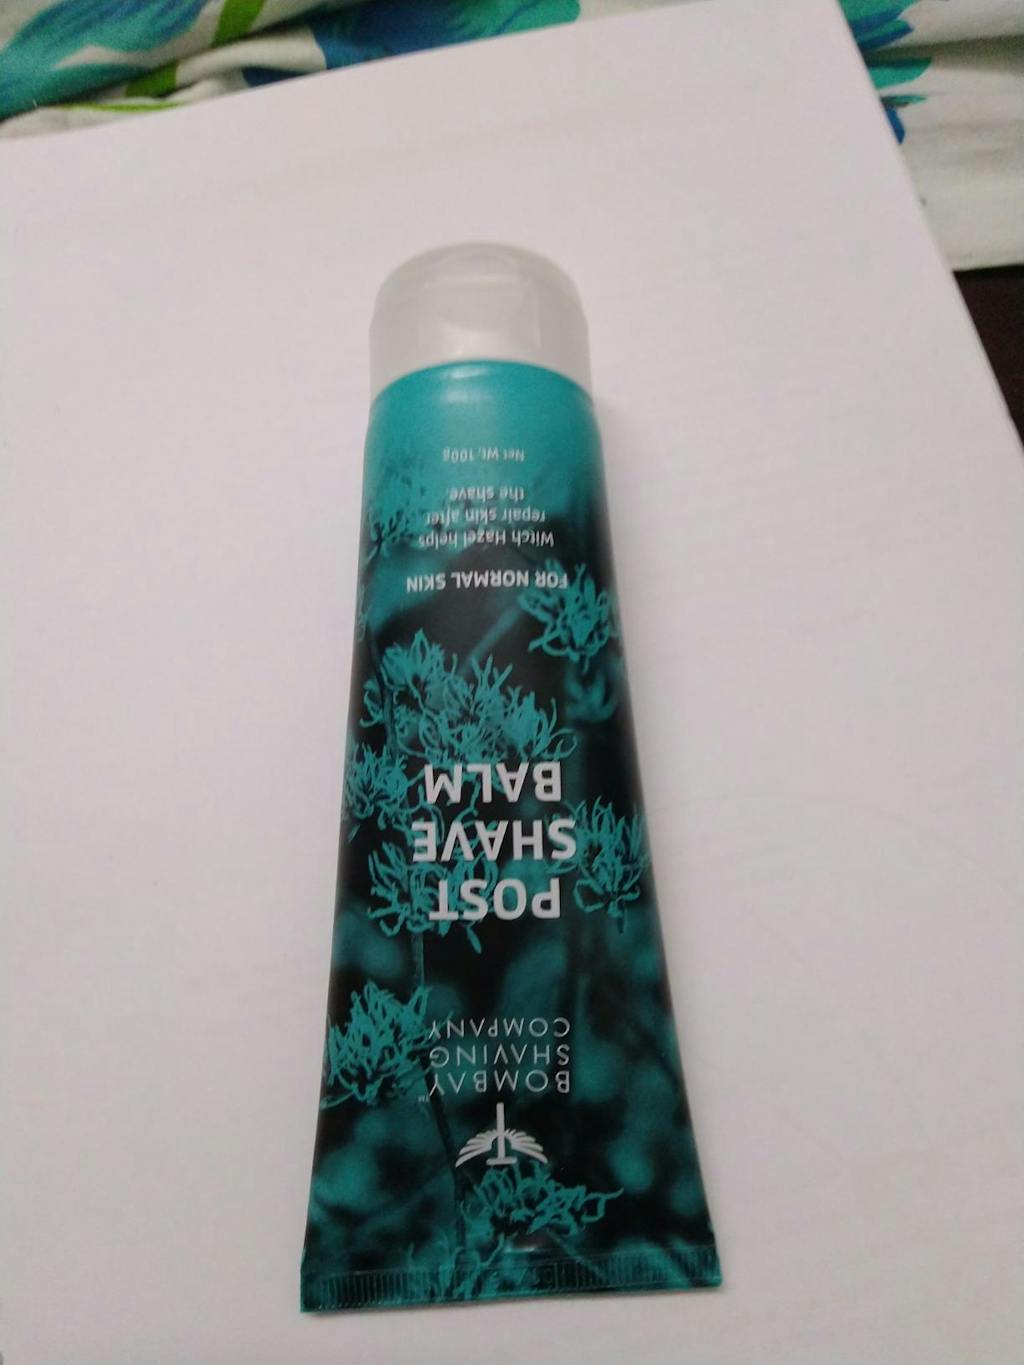 BOMBAY™
SHAVING
COMPANY
POST
SHAVE
BALM
FOR NORMAL SKIN
Witch Hazel helps
repair skin after
the shave.
Net Wt. 100g